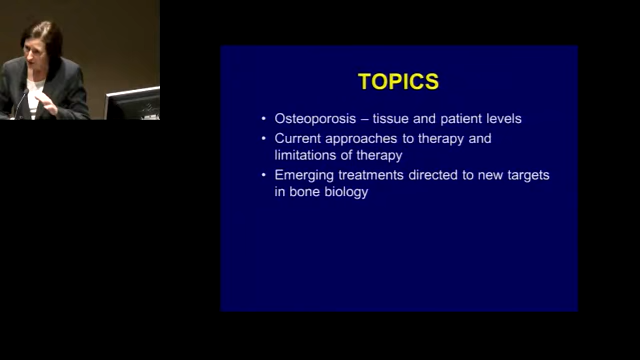 TOPICS
• Osteoporosis – tissue and patient levels
• Current approaches to therapy and
limitations of therapy
• Emerging treatments directed to new targets
in bone biology